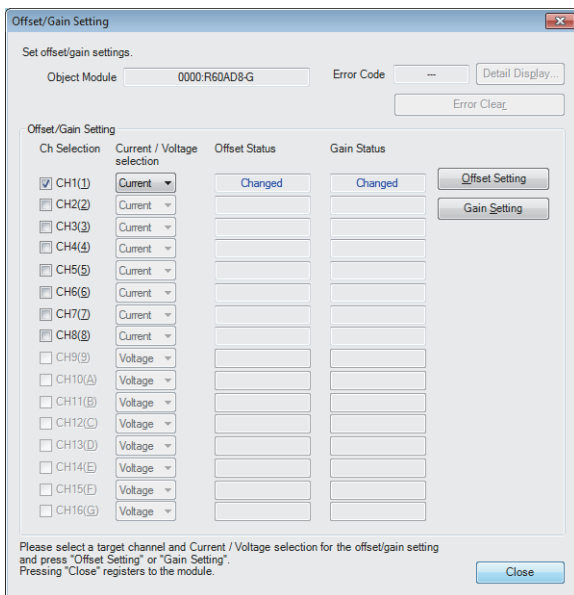 Offset/Gain Setting
Set offset/gain settings.
Object Module 0000:R60AD8-G Error Code --- Detail Display...
Error Clear
Offset/Gain Setting
Ch Selection Current / Voltage selection Offset Status Gain Status
CH1(1) Current Changed Changed Offset Setting
CH2(2) Current Gain Setting
CH3(3) Current
CH4(4) Current
CH5(5) Current
CH6(6) Current
CH7(7) Current
CH8(8) Current
CH9(9) Voltage
CH10(A) Voltage
CH11(B) Voltage
CH12(C) Voltage
CH13(D) Voltage
CH14(E) Voltage
CH15(F) Voltage
CH16(G) Voltage
Please select a target channel and Current / Voltage selection for the offset/gain setting
and press "Offset Setting" or "Gain Setting".
Pressing "Close" registers to the module.
Close